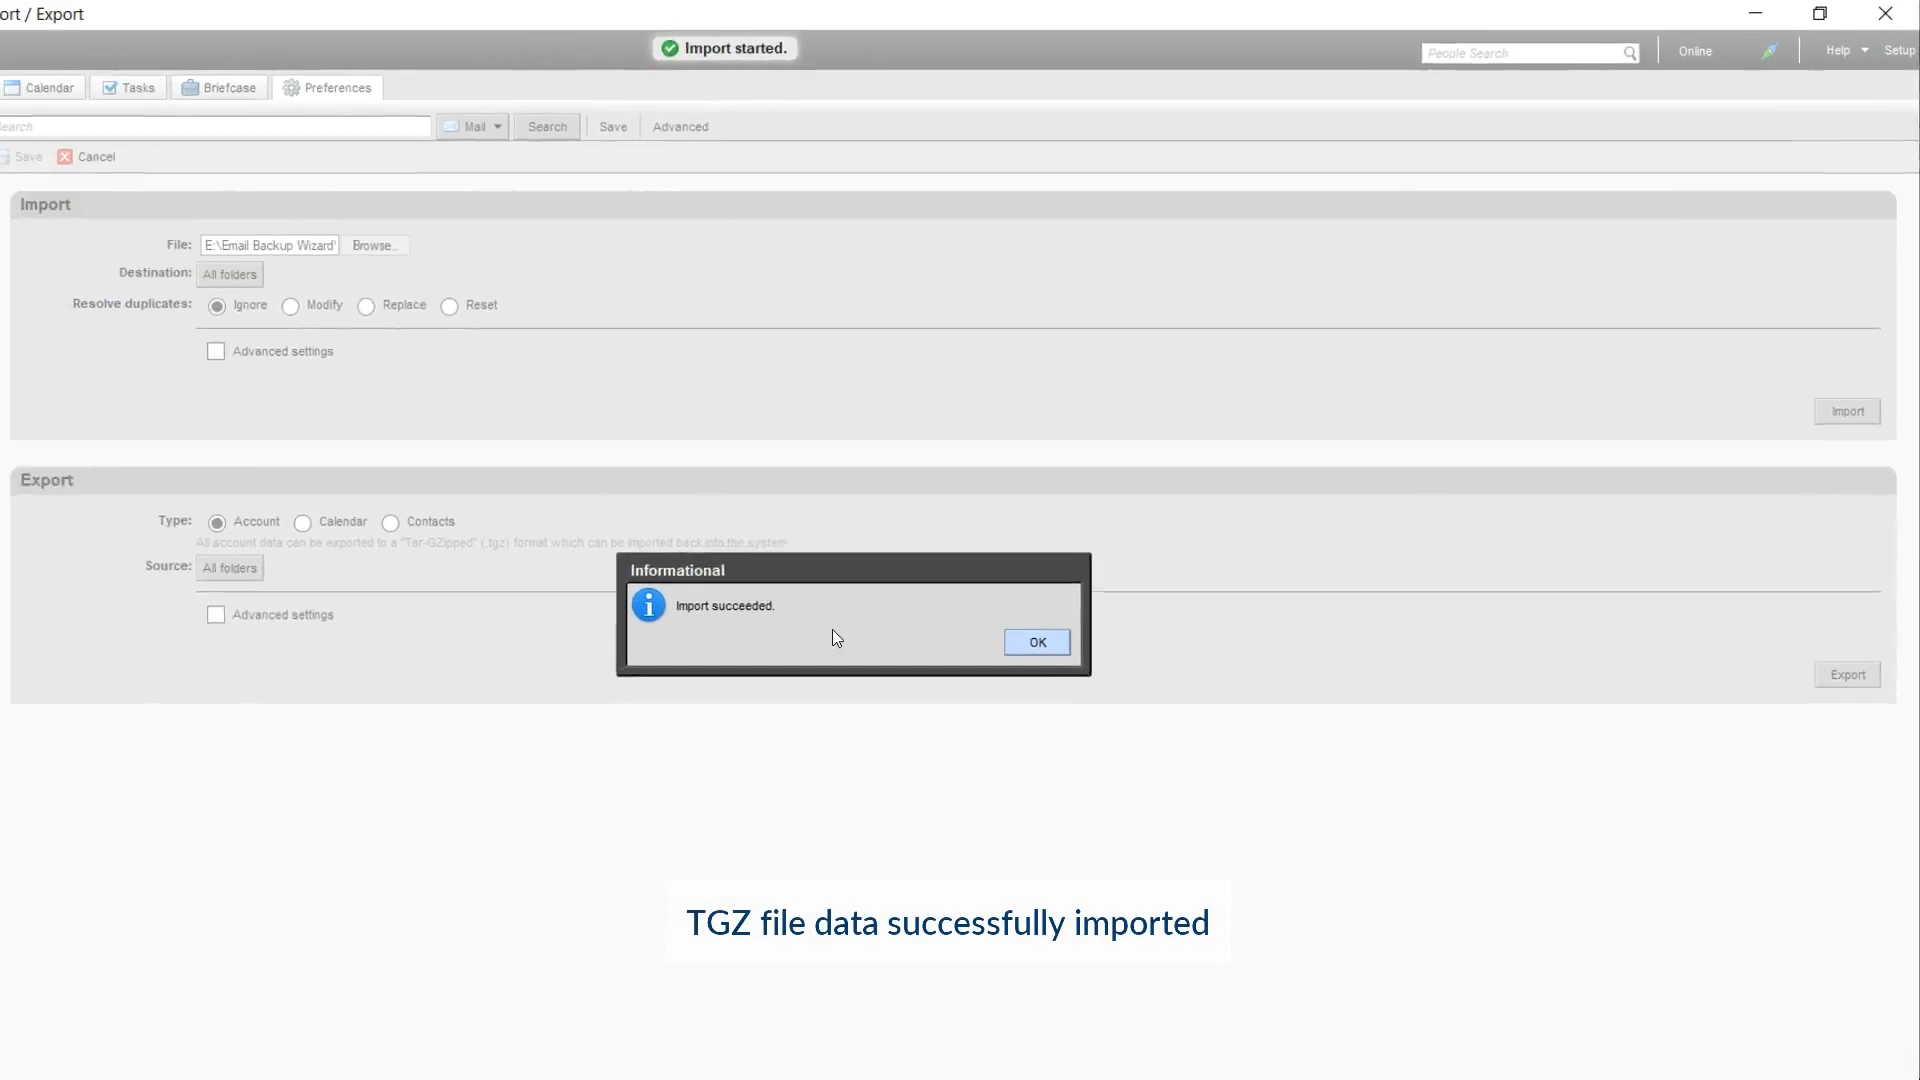 ort / Export
Import started.
People Search
Online
Help
Setup
Calendar
Tasks
Briefcase
Preferences
earch
Mail
Search
Save
Advanced
Save
Cancel
Import
File: E:\Email Backup Wizard' Browse...
Destination: All folders
Resolve duplicates: Ignore Modify Replace Reset
Advanced settings
Import
Export
Type: Account Calendar Contacts
All account data can be exported to a "Tar-GZipped" (.tgz) format which can be imported back into the system
Source: All folders
Advanced settings
Informational
Import succeeded.
OK
Export
TGZ file data successfully imported